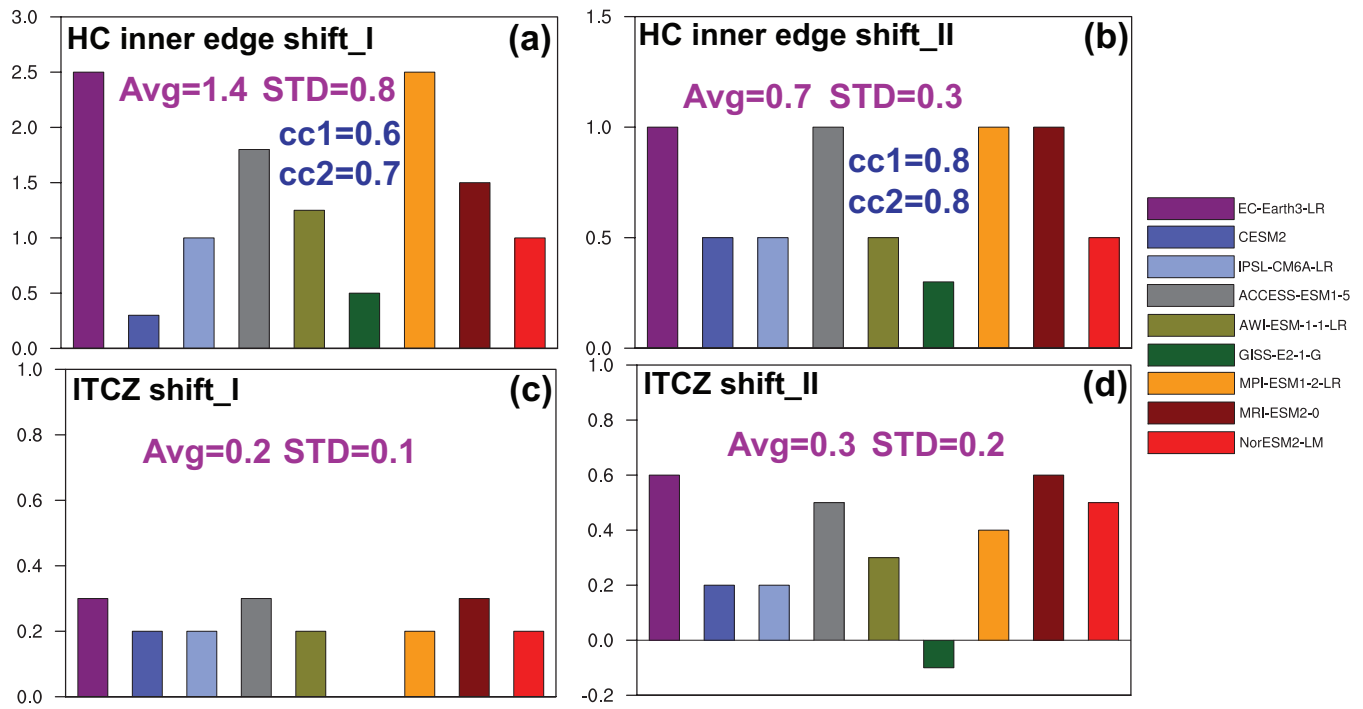 HC inner edge shift_I
(a)
Avg=1.4 STD=0.8
cc1=0.6
cc2=0.7
3.0
2.5
2.0
1.5
1.0
0.5
0.0
HC inner edge shift_II
(b)
Avg=0.7 STD=0.3
cc1=0.8
cc2=0.8
1.5
1.0
0.5
0.0
ITCZ shift_I
(c)
Avg=0.2 STD=0.1
1.0
0.8
0.6
0.4
0.2
0.0
ITCZ shift_II
(d)
Avg=0.3 STD=0.2
1.0
0.8
0.6
0.4
0.2
0.0
-0.2
EC-Earth3-LR
CESM2
IPSL-CM6A-LR
ACCESS-ESM1-5
AWI-ESM-1-1-LR
GISS-E2-1-G
MPI-ESM1-2-LR
MRI-ESM2-0
NorESM2-LM